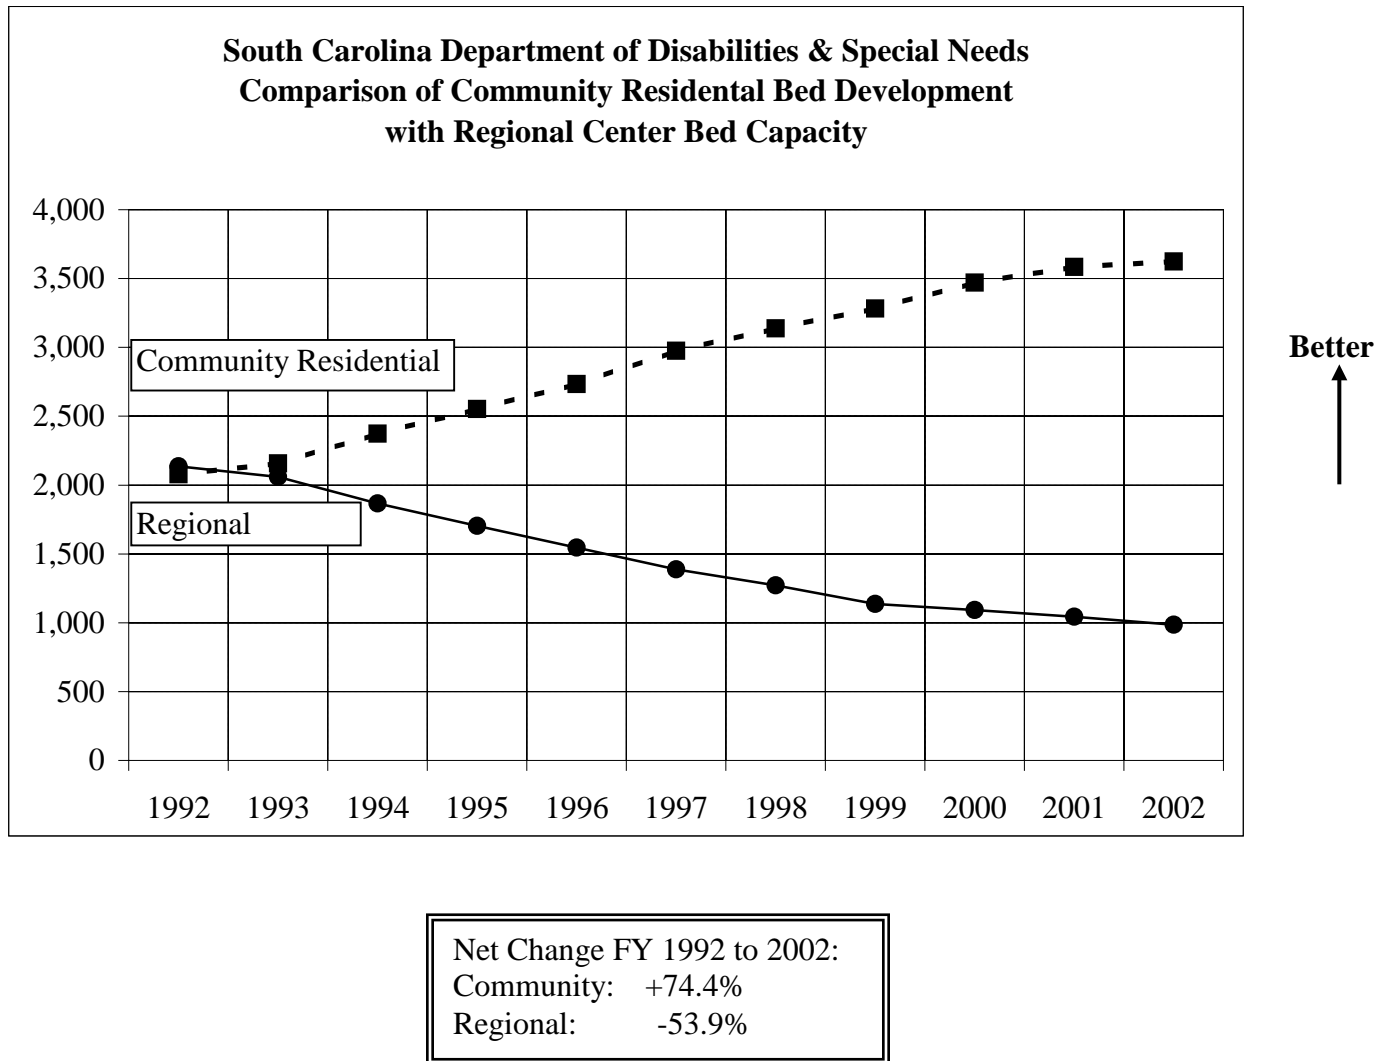 South Carolina Department of Disabilities & Special Needs
Comparison of Community Residental Bed Development
with Regional Center Bed Capacity
4,000
3,500
3,000
2,500
2,000
1,500
1,000
500
0
Community Residential
Regional
Better
1992 1993 1994 1995 1996 1997 1998 1999 2000 2001 2002
Net Change FY 1992 to 2002:
Community: +74.4%
Regional: -53.9%